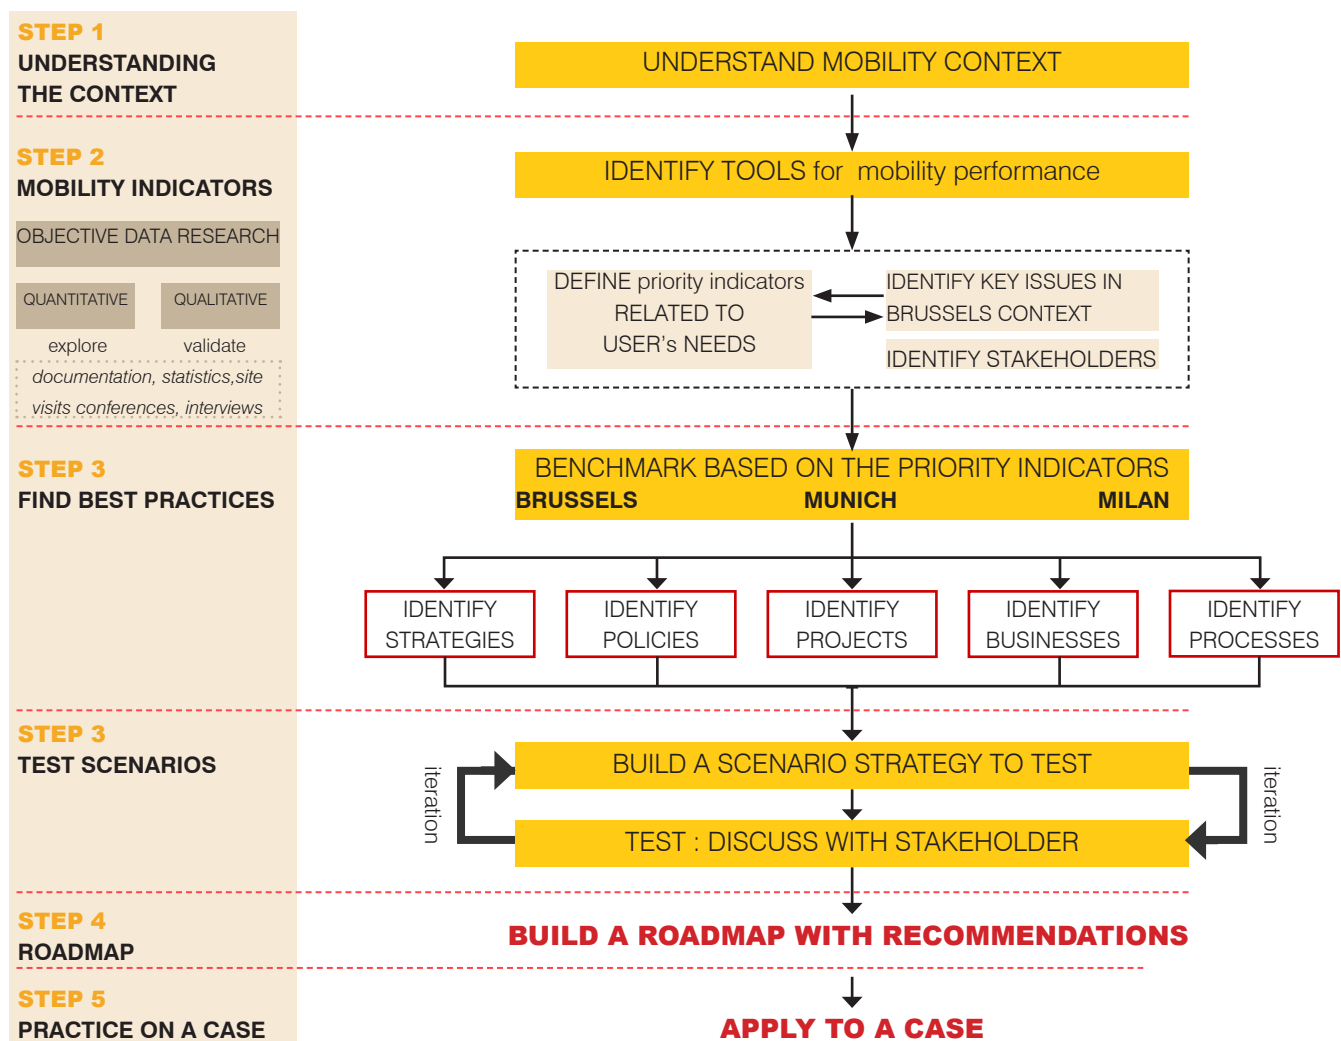 STEP 1
UNDERSTANDING
THE CONTEXT
UNDERSTAND MOBILITY CONTEXT
STEP 2
MOBILITY INDICATORS
OBJECTIVE DATA RESEARCH
QUANTITATIVE
QUALITATIVE
explore
validate
documentation, statistics,site
visits conferences, interviews
IDENTIFY TOOLS for mobility performance
DEFINE priority indicators
RELATED TO
USER's NEEDS
IDENTIFY KEY ISSUES IN
BRUSSELS CONTEXT
IDENTIFY STAKEHOLDERS
STEP 3
FIND BEST PRACTICES
BENCHMARK BASED ON THE PRIORITY INDICATORS
BRUSSELS MUNICH MILAN
IDENTIFY
STRATEGIES
IDENTIFY
POLICIES
IDENTIFY
PROJECTS
IDENTIFY
BUSINESSES
IDENTIFY
PROCESSES
STEP 3
TEST SCENARIOS
BUILD A SCENARIO STRATEGY TO TEST
iteration
iteration
TEST : DISCUSS WITH STAKEHOLDER
STEP 4
ROADMAP
BUILD A ROADMAP WITH RECOMMENDATIONS
STEP 5
PRACTICE ON A CASE
APPLY TO A CASE